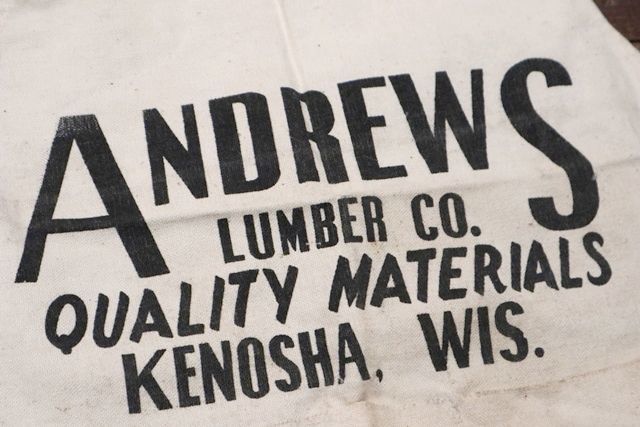 ANDREWS
LUMBER CO.
QUALITY MATERIALS
KENOSHA, WIS.